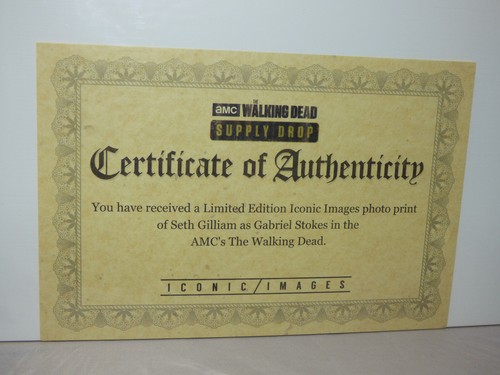 amc THE WALKING DEAD
SUPPLY DROP
Certificate of Authenticity
You have received a Limited Edition Iconic Images photo print
of Seth Gilliam as Gabriel Stokes in the
AMC's The Walking Dead.
ICONIC/IMAGES